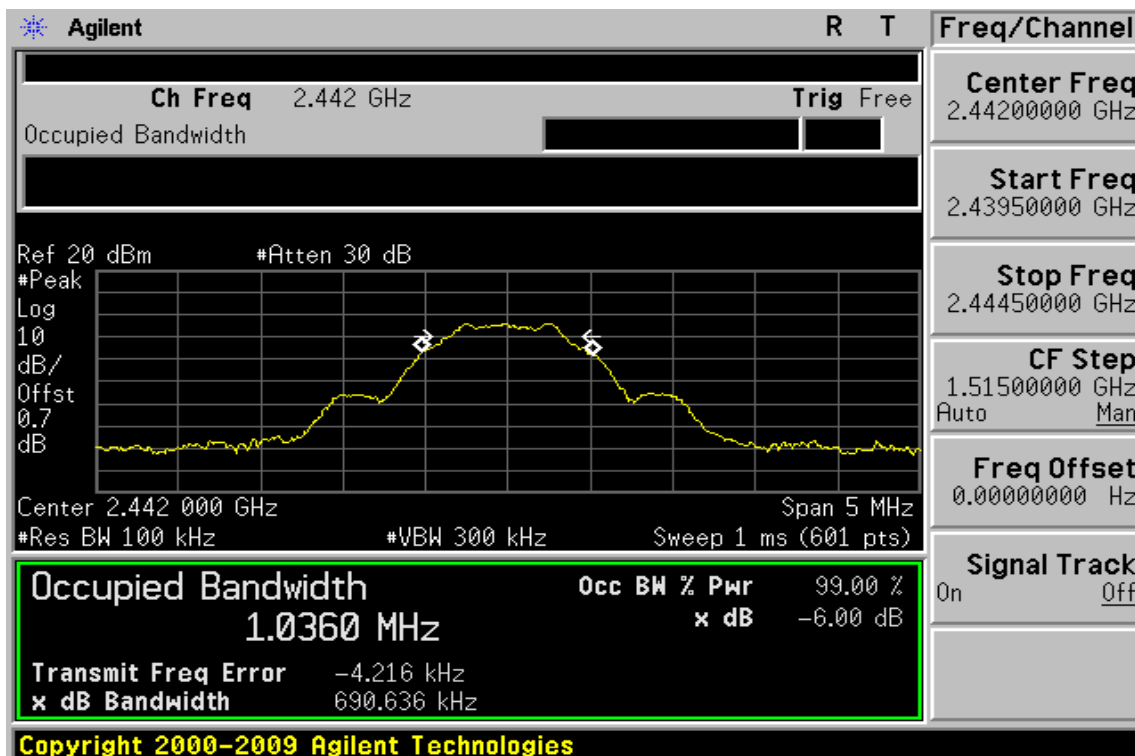 Agilent R T Freq/Channel
Ch Freq 2.442 GHz Trig Free
Occupied Bandwidth
Center Freq
2.44200000 GHz
Start Freq
2.43950000 GHz
Stop Freq
2.44450000 GHz
CF Step
1.51500000 GHz
Auto Man
Freq Offset
0.00000000 Hz
Signal Track
On Off
Ref 20 dBm #Atten 30 dB
#Peak
Log
10
dB/
Offst
0.7
dB
Center 2.442 000 GHz Span 5 MHz
#Res BW 100 kHz #VBW 300 kHz Sweep 1 ms (601 pts)
Occupied Bandwidth Occ BW % Pwr 99.00 %
1.0360 MHz x dB -6.00 dB
Transmit Freq Error -4.216 kHz
x dB Bandwidth 690.636 kHz
Copyright 2000-2009 Agilent Technologies